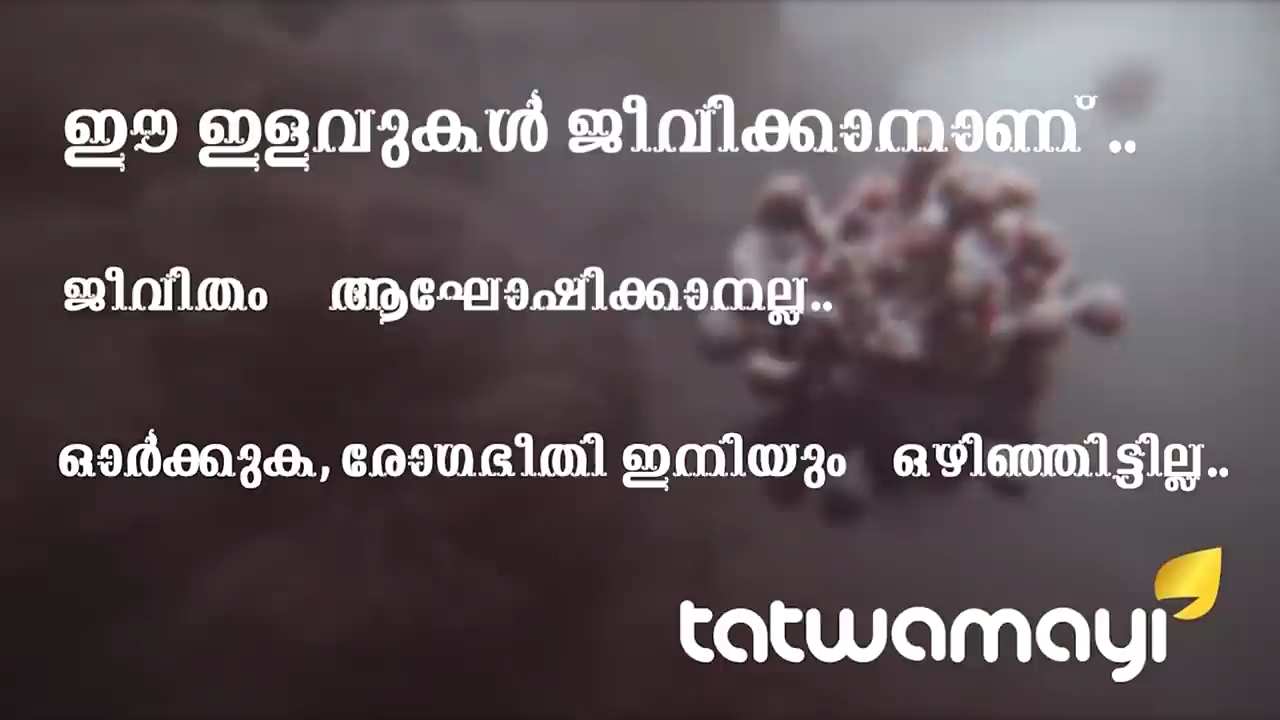 ഈ ഇളവുകൾ ജീവിക്കാനാണ് ..
ജീവിതം ആഘോഷിക്കാനല്ല..
ഓർക്കുക, രോഗഭീതി ഇനിയും ഒഴിഞ്ഞിട്ടില്ല..
tatwamayi